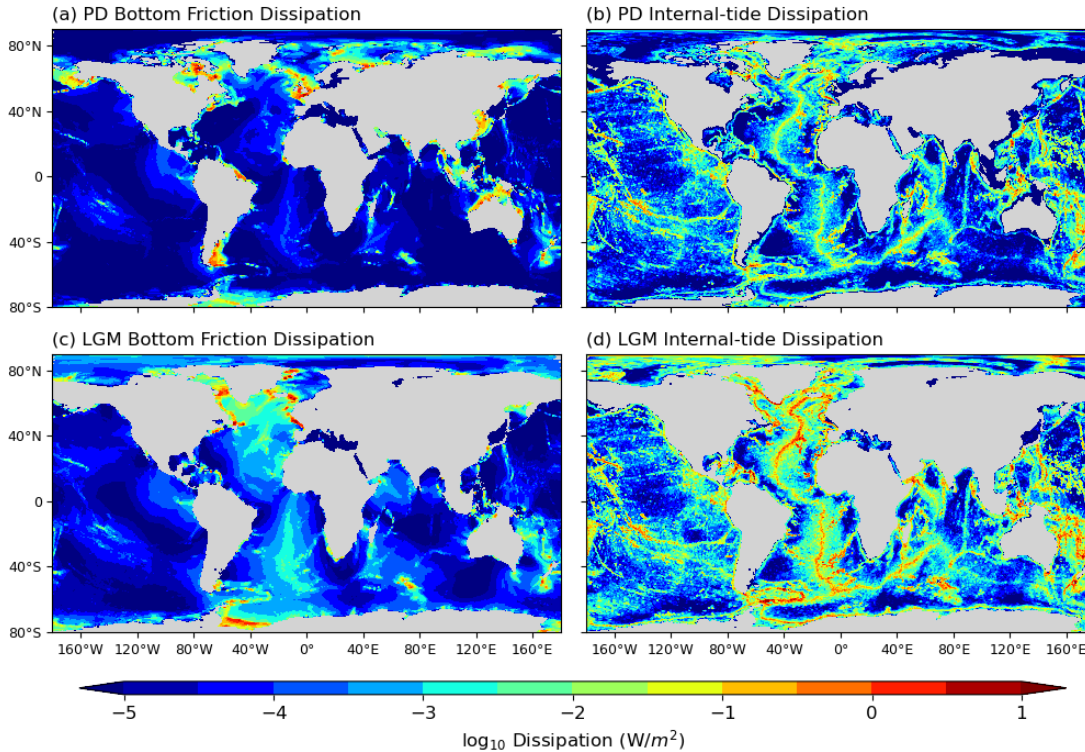 (a) PD Bottom Friction Dissipation
(b) PD Internal-tide Dissipation
80°N
40°N
0
40°S
80°S
(c) LGM Bottom Friction Dissipation
(d) LGM Internal-tide Dissipation
80°N
40°N
0
40°S
80°S
160°W 120°W 80°W 40°W 0° 40°E 80°E 120°E 160°E
160°W 120°W 80°W 40°W 0° 40°E 80°E 120°E 160°E
−5 −4 −3 −2 −1 0 1
log₁₀ Dissipation (W/m²)